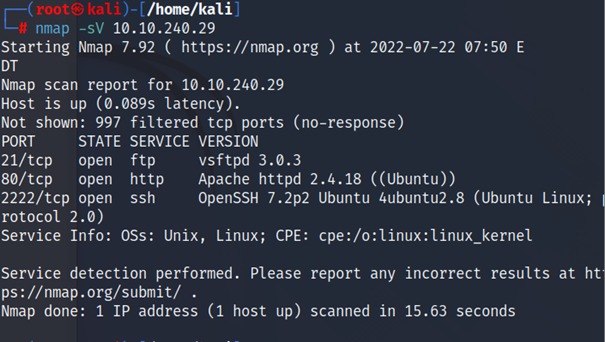 ┌──(root㉿kali)-[/home/kali]
└─# nmap -sV 10.10.240.29
Starting Nmap 7.92 ( https://nmap.org ) at 2022-07-22 07:50 E
DT
Nmap scan report for 10.10.240.29
Host is up (0.089s latency).
Not shown: 997 filtered tcp ports (no-response)
PORT     STATE SERVICE VERSION
21/tcp   open  ftp     vsftpd 3.0.3
80/tcp   open  http    Apache httpd 2.4.18 ((Ubuntu))
2222/tcp open  ssh     OpenSSH 7.2p2 Ubuntu 4ubuntu2.8 (Ubuntu Linux; p
rotocol 2.0)
Service Info: OSs: Unix, Linux; CPE: cpe:/o:linux:linux_kernel
Service detection performed. Please report any incorrect results at ht
ps://nmap.org/submit/ .
Nmap done: 1 IP address (1 host up) scanned in 15.63 seconds